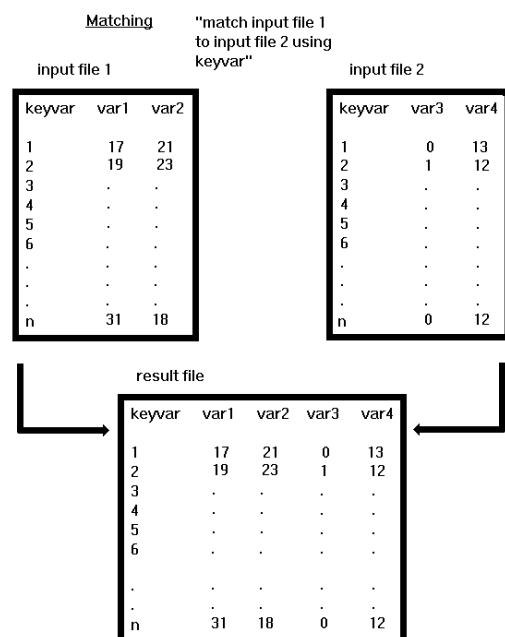 Matching
"match input file 1
to input file 2 using
keyvar"
input file 1
keyvar var1 var2
1 17 21
2 19 23
3 . .
4 . .
5 . .
6 . .
. . .
. . .
. . .
n 31 18
input file 2
keyvar var3 var4
1 0 13
2 1 12
3 . .
4 . .
5 . .
6 . .
. . .
. . .
. . .
n 0 12
result file
keyvar var1 var2 var3 var4
1 17 21 0 13
2 19 23 1 12
3 . . . .
4 . . . .
5 . . . .
6 . . . .
. . . . .
. . . . .
n 31 18 0 12